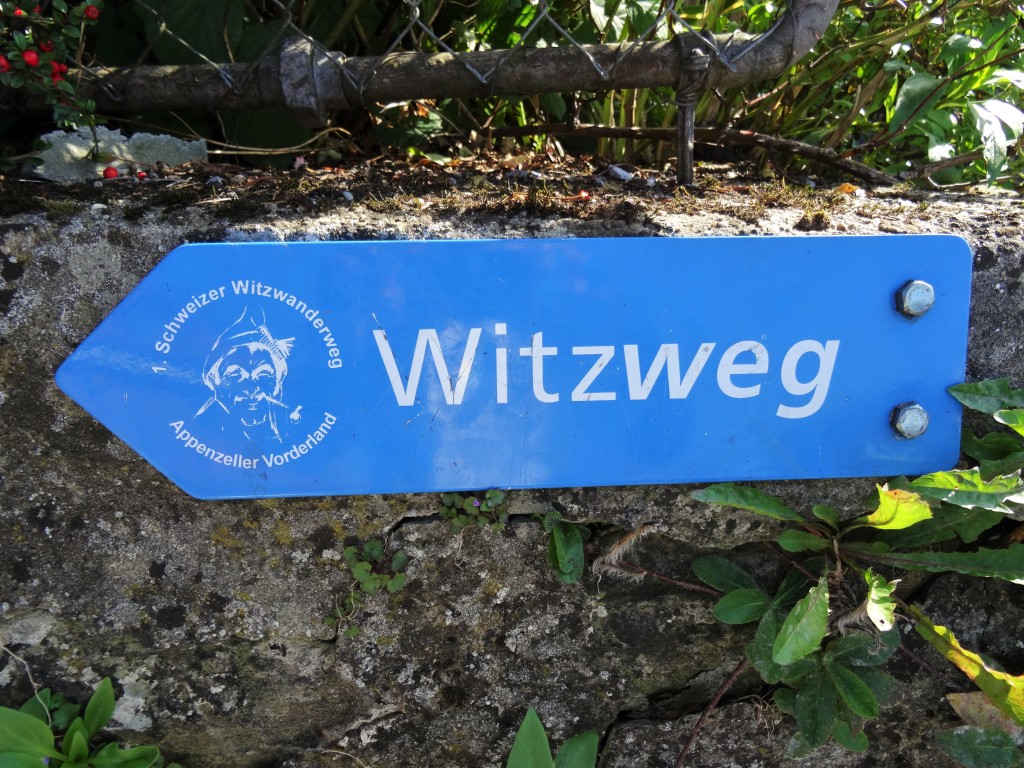 1. Schweizer Witzwanderweg
Appenzeller Vorderland
Witzweg